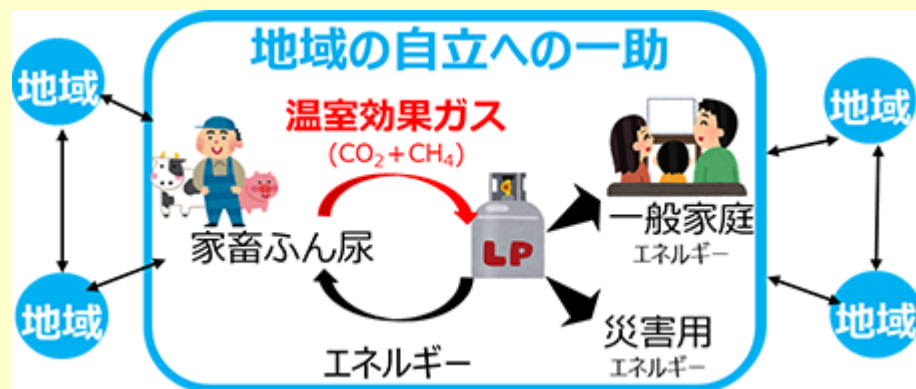 地域の自立への一助
地域
地域
温室効果ガス
(CO₂+CH₄)
家畜ふん尿
LP
一般家庭
エネルギー
エネルギー
災害用
エネルギー
地域
地域